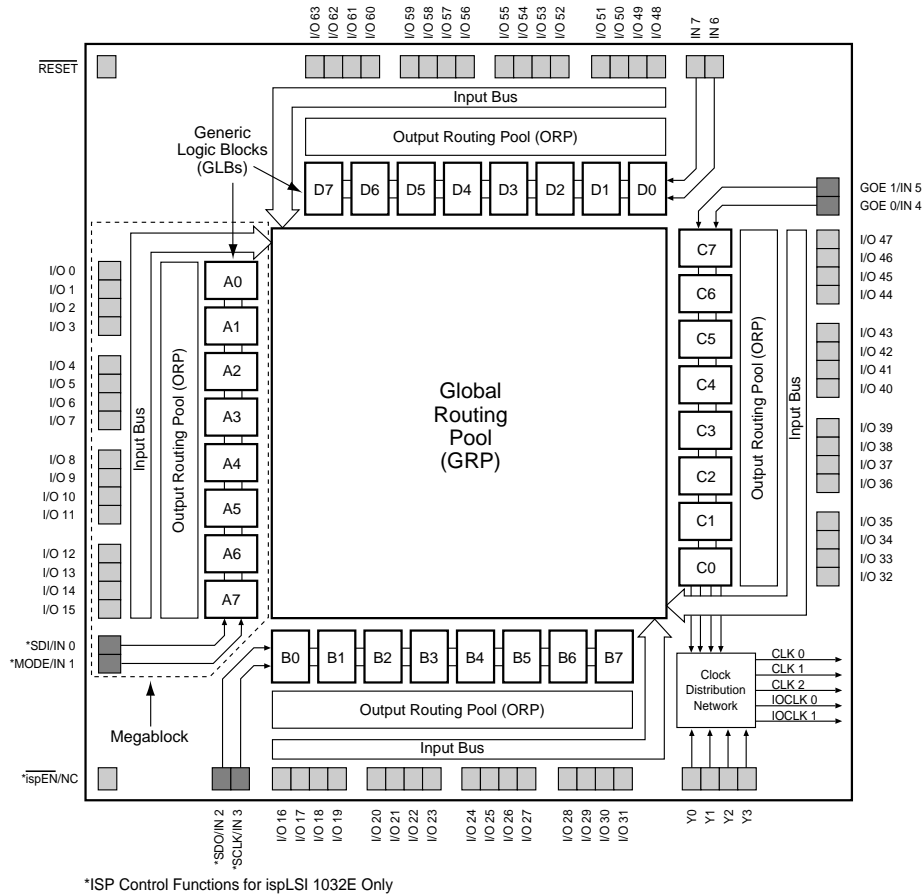 I/O 63
I/O 62
I/O 61
I/O 60
I/O 59
I/O 58
I/O 57
I/O 56
I/O 55
I/O 54
I/O 53
I/O 52
I/O 51
I/O 50
I/O 49
I/O 48
IN 7
IN 6
RESET
Input Bus
Output Routing Pool (ORP)
Generic
Logic Blocks
(GLBs)
D7 D6 D5 D4 D3 D2 D1 D0
GOE 1/IN 5
GOE 0/IN 4
I/O 0
I/O 1
I/O 2
I/O 3
I/O 4
I/O 5
I/O 6
I/O 7
I/O 8
I/O 9
I/O 10
I/O 11
I/O 12
I/O 13
I/O 14
I/O 15
*SDI/IN 0
*MODE/IN 1
Input Bus
Output Routing Pool (ORP)
A0
A1
A2
A3
A4
A5
A6
A7
Global
Routing
Pool
(GRP)
C7
C6
C5
C4
C3
C2
C1
C0
Output Routing Pool (ORP)
Input Bus
I/O 47
I/O 46
I/O 45
I/O 44
I/O 43
I/O 42
I/O 41
I/O 40
I/O 39
I/O 38
I/O 37
I/O 36
I/O 35
I/O 34
I/O 33
I/O 32
B0 B1 B2 B3 B4 B5 B6 B7
Output Routing Pool (ORP)
Input Bus
Megablock
Clock
Distribution
Network
CLK 0
CLK 1
CLK 2
IOCLK 0
IOCLK 1
*ispEN/NC
*SDO/IN 2
*SCLK/IN 3
I/O 16
I/O 17
I/O 18
I/O 19
I/O 20
I/O 21
I/O 22
I/O 23
I/O 24
I/O 25
I/O 26
I/O 27
I/O 28
I/O 29
I/O 30
I/O 31
Y0
Y1
Y2
Y3
*ISP Control Functions for ispLSI 1032E Only